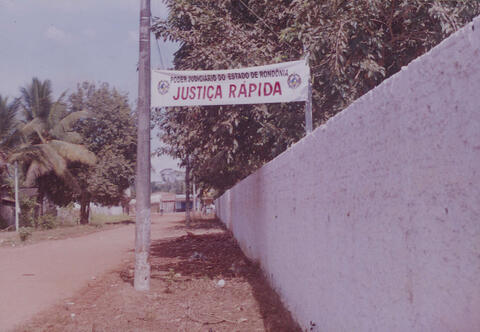 PODER JUDICIÁRIO DO ESTADO DE RONDÔNIA
JUSTIÇA RÁPIDA